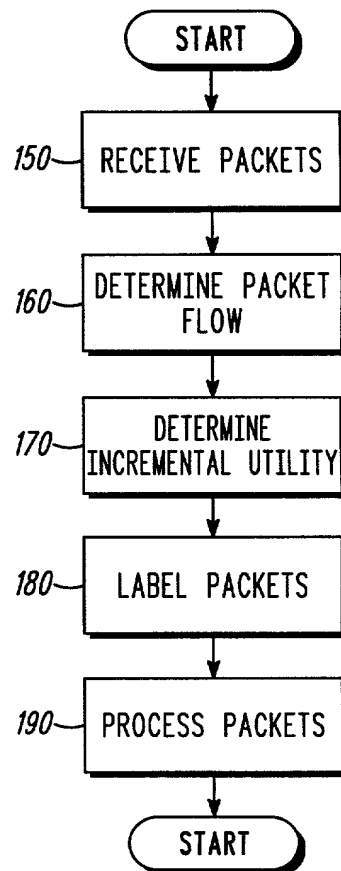 START
150 RECEIVE PACKETS
160 DETERMINE PACKET
FLOW
170 DETERMINE
INCREMENTAL UTILITY
180 LABEL PACKETS
190 PROCESS PACKETS
START